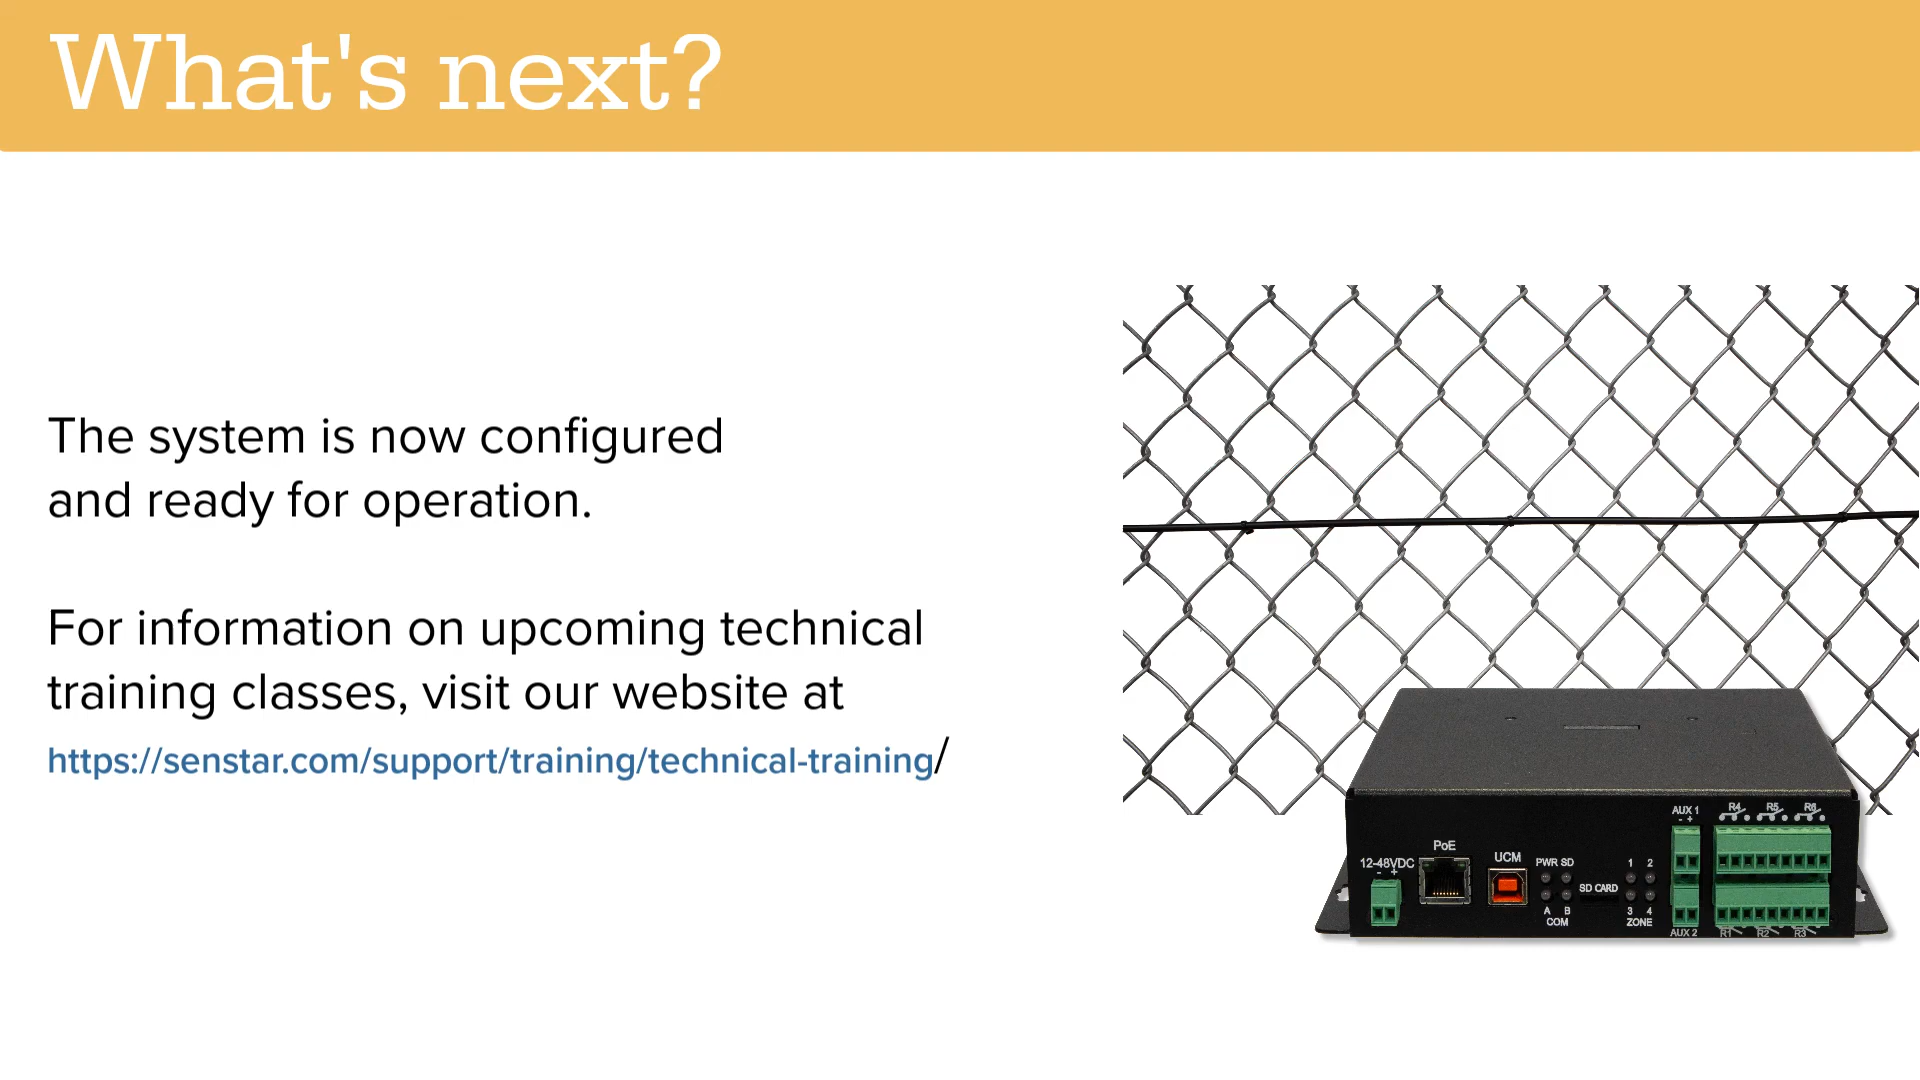 What's next?
The system is now configured
and ready for operation.
For information on upcoming technical
training classes, visit our website at
https://senstar.com/support/training/technical-training/
AUX 1
- +
R4 R5 R6
PoE
12-48VDC
- +
UCM
PWR SD
1 2
SD CARD
A B
COM
3 4
ZONE
AUX 2
R1 R2 R3